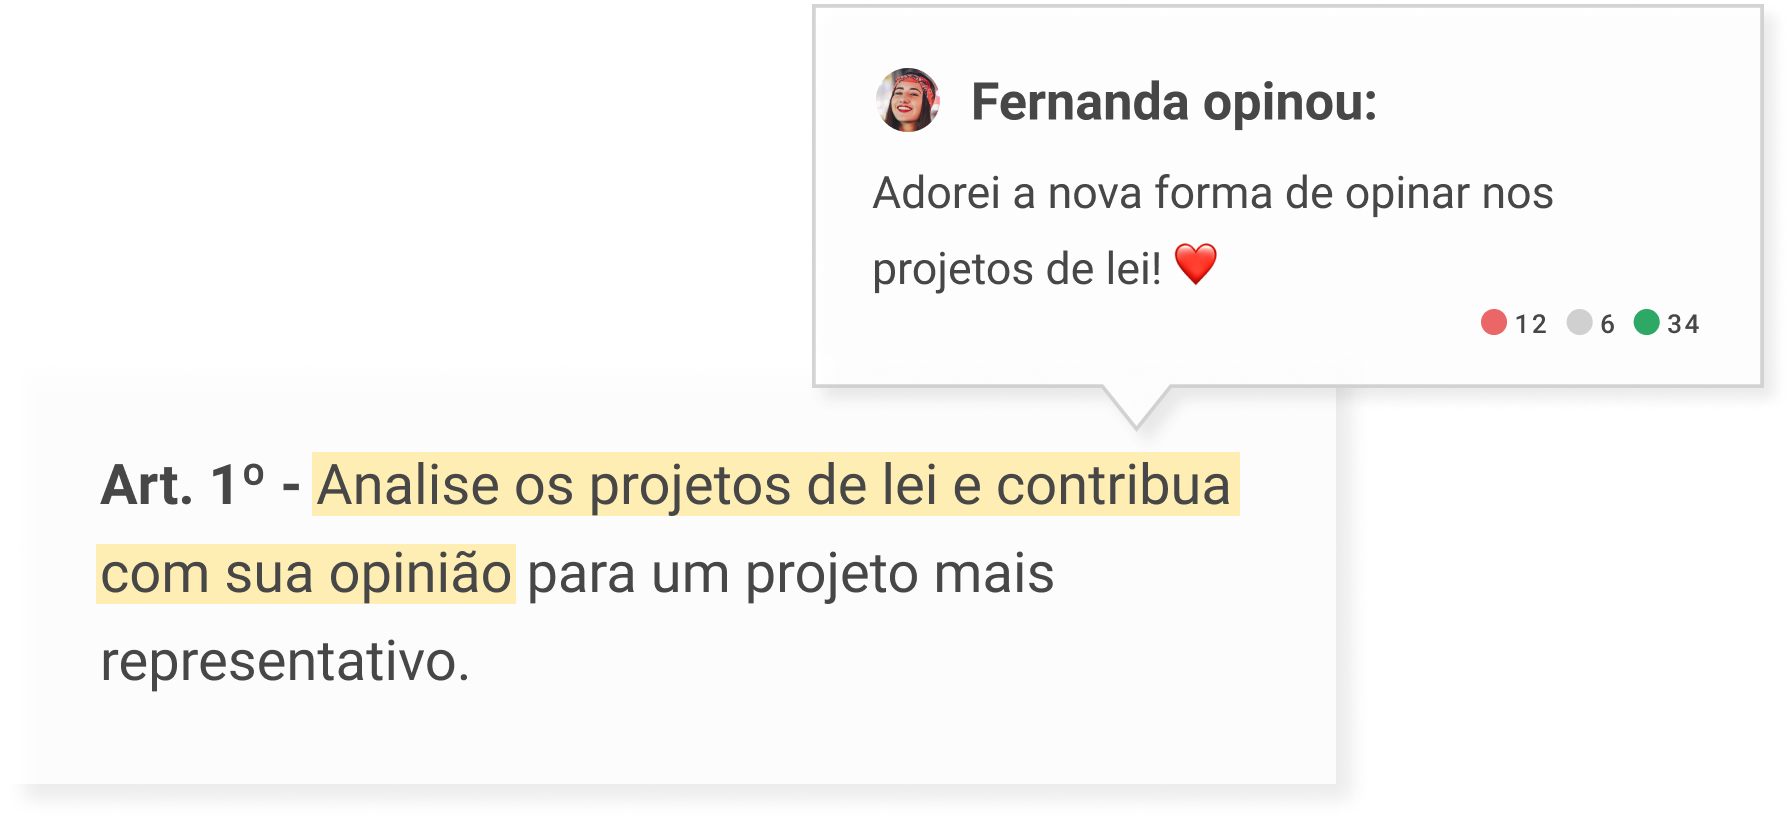 Fernanda opinou:
Adorei a nova forma de opinar nos
projetos de lei! ❤️
12 6 34
Art. 1º - Analise os projetos de lei e contribua
com sua opinião para um projeto mais
representativo.